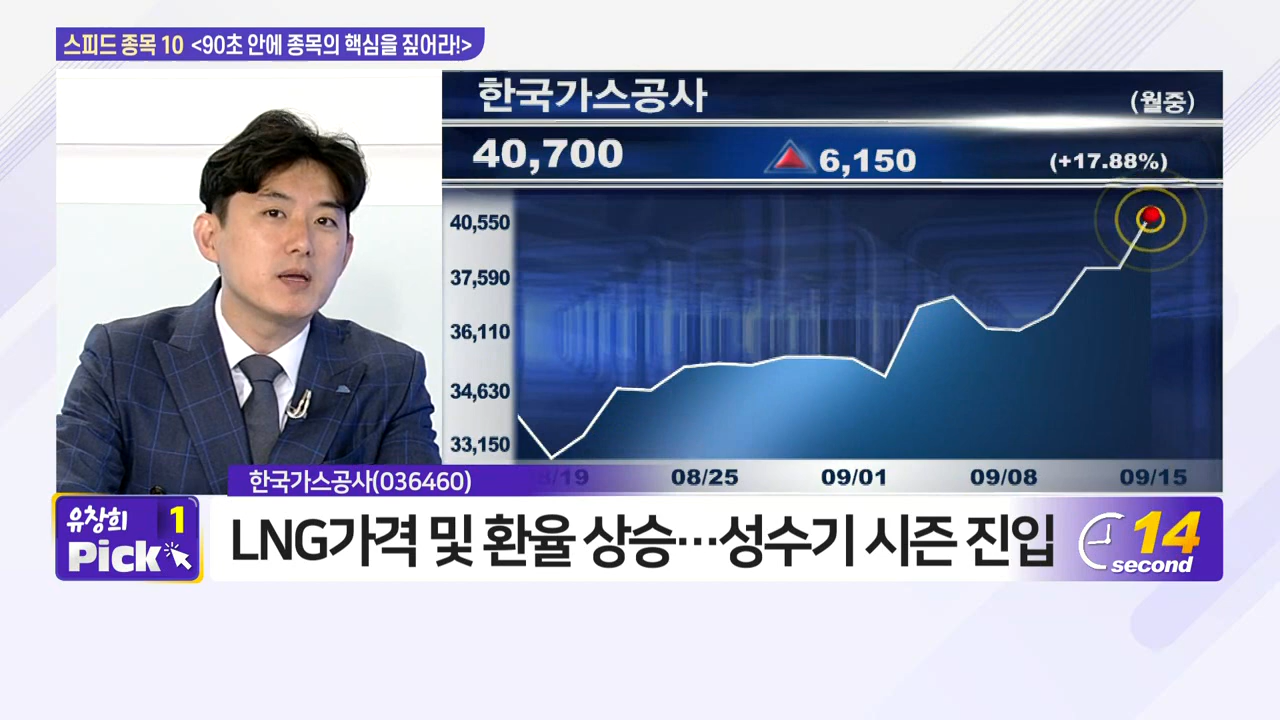 스피드 종목 10 <90초 안에 종목의 핵심을 짚어라!>
한국가스공사
(월중)
40,700 6,150 (+17.88%)
40,550
37,590
36,110
34,630
33,150
8/19 08/25 09/01 09/08 09/15
한국가스공사(036460)
유창희 1
Pick
LNG가격 및 환율 상승…성수기 시즌 진입
14
second